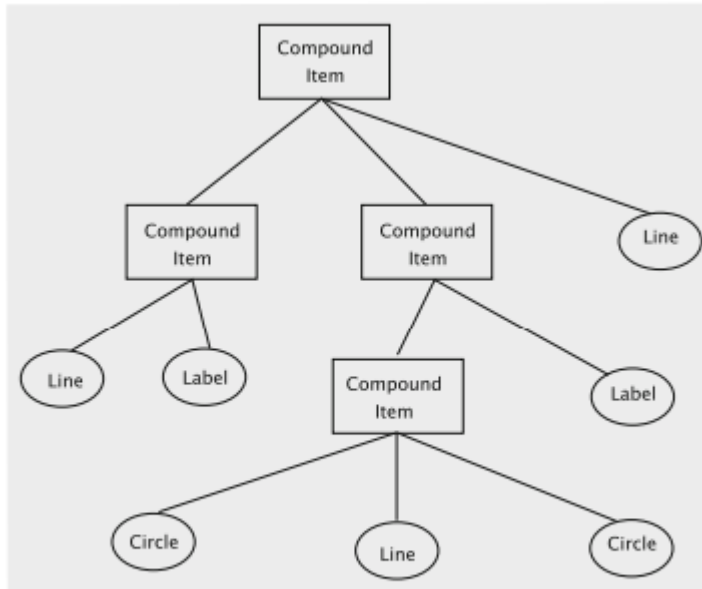 Compound
Item
Compound
Item
Compound
Item
Line
Line
Label
Compound
Item
Label
Circle
Line
Circle